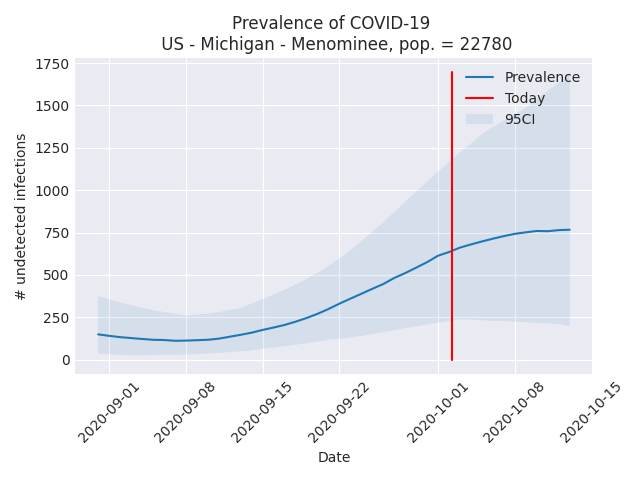 Prevalence of COVID-19
US - Michigan - Menominee, pop. = 22780
# undetected infections
1750
1500
1250
1000
750
500
250
0
Prevalence
Today
95CI
2020-09-01
2020-09-08
2020-09-15
2020-09-22
2020-10-01
2020-10-08
2020-10-15
Date